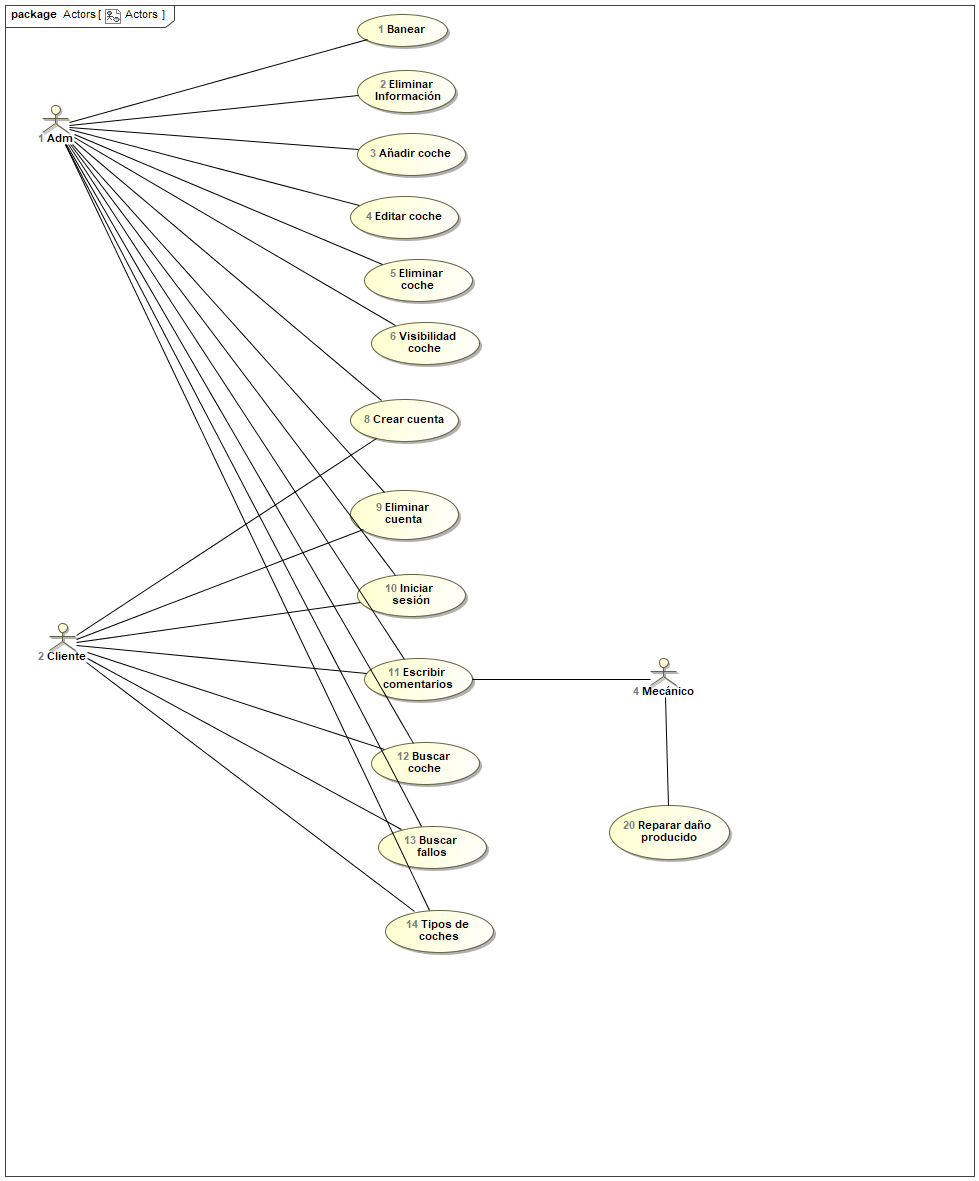 package Actors [ Actors ]
1 Banear
2 Eliminar
Información
1 Adm
3 Añadir coche
4 Editar coche
5 Eliminar
coche
6 Visibilidad
coche
8 Crear cuenta
9 Eliminar
cuenta
10 Iniciar
sesión
2 Cliente
11 Escribir
comentarios
4 Mecánico
12 Buscar
coche
13 Buscar
fallos
20 Reparar daño
producido
14 Tipos de
coches